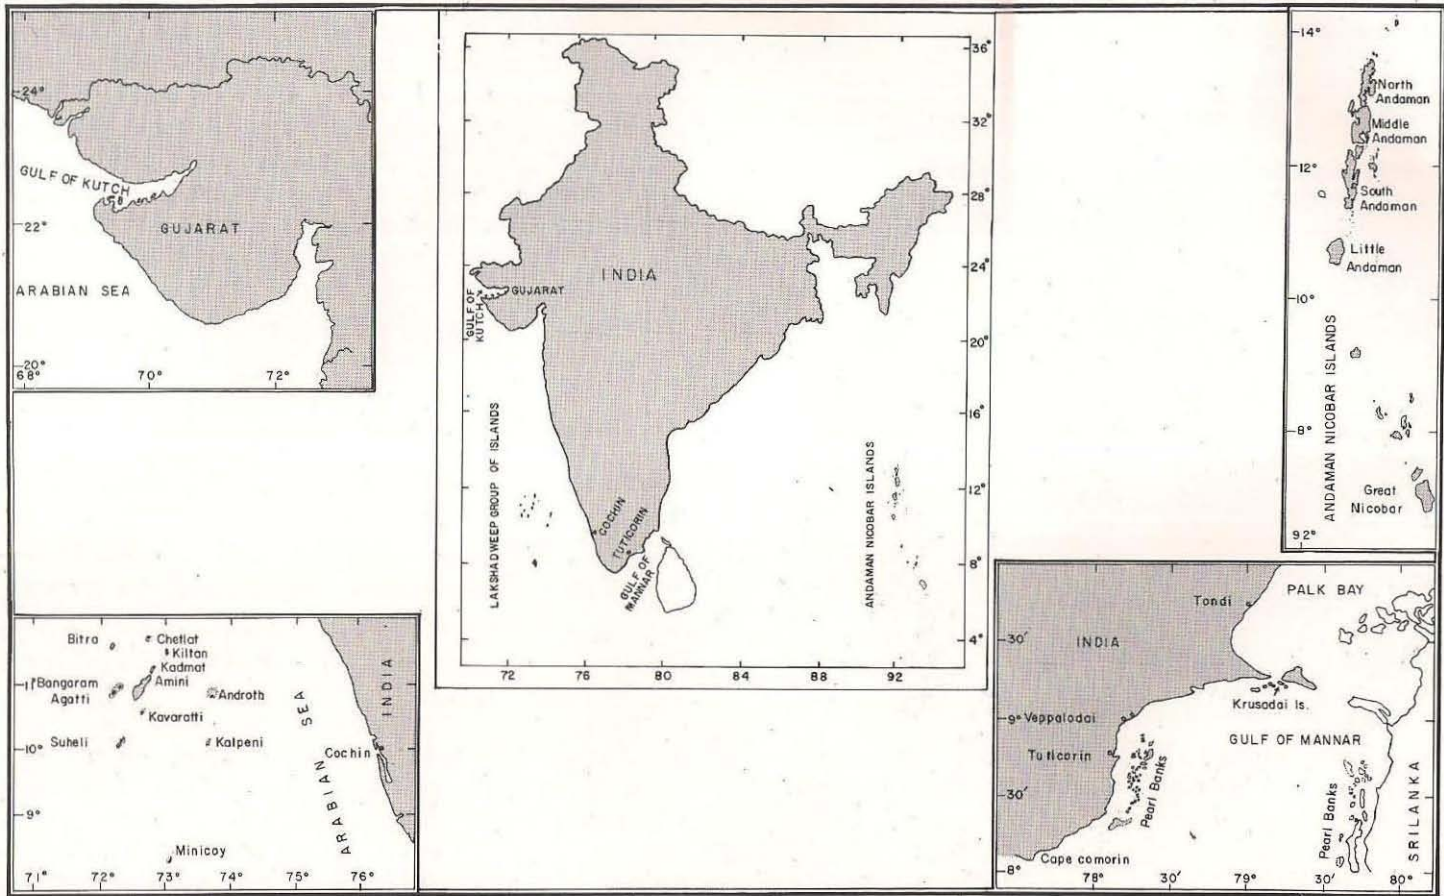 24°
GULF OF KUTCH
22°
GUJARAT
ARABIAN SEA
20°
68°
70°
72°
36°
32°
28°
24°
20°
16°
12°
8°
4°
INDIA
GUJARAT
GULF OF
KUTCH
LAKSHADWEEP GROUP OF ISLANDS
COCHIN
TUTICORIN
GULF OF
MANNAR
ANDAMAN NICOBAR ISLANDS
72
76
80
84
88
92
14°
North
Andaman
Middle
Andaman
12°
South
Andaman
Little
Andaman
10°
ANDAMAN NICOBAR ISLANDS
8°
Great
Nicobar
92°
Bitra
Chetlat
Kiltan
Kadmat
11°
Bangaram
Amini
Agatti
Androth
Kavaratti
Suheli
10°
Kalpeni
ARABIAN SEA
INDIA
Cochin
9°
Minicoy
71°
72°
73°
74°
75°
76°
Tondi
PALK BAY
30′
INDIA
Krusadai Is.
9°
Veppalodai
GULF OF MANNAR
Tuticorin
Pearl Banks
30′
Pearl Banks
SRILANKA
Cape comorin
8°
78°
30′
79°
30′
80°